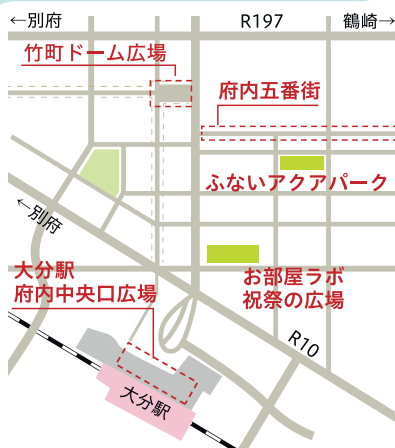 ←別府
R197
鶴崎→
竹町ドーム広場
府内五番街
ふないアクアパーク
←別府
大分駅
府内中央口広場
お部屋ラボ
祝祭の広場
R10
大分駅